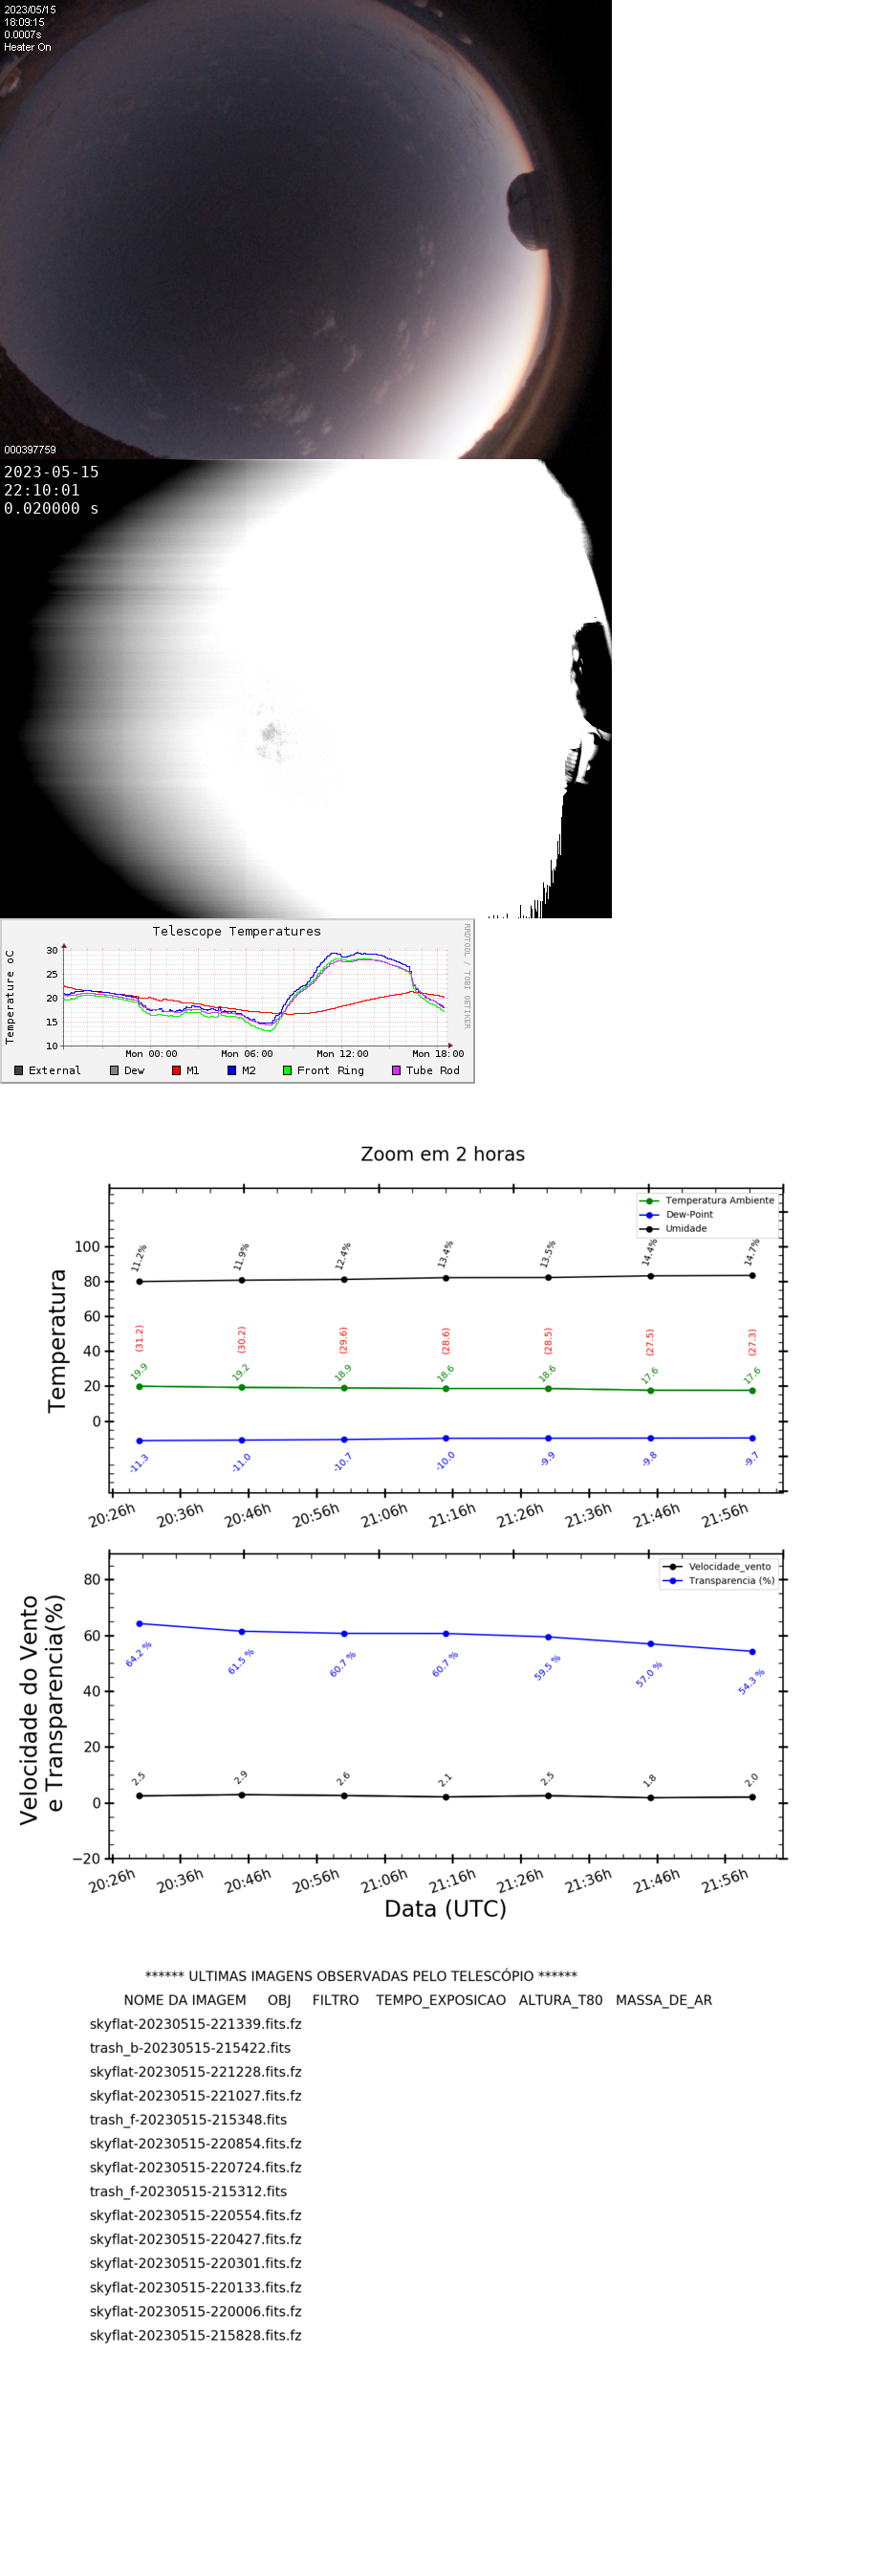 2023/05/15
18:09:15
0.0007s
Heater On
000397759
2023-05-15
22:10:01
0.020000 s
Telescope Temperatures
RRDTOOL / TOBI OETIKER
Temperature oC
30
25
20
15
10
Mon 00:00 Mon 06:00 Mon 12:00 Mon 18:00
External Dew M1 M2 Front Ring Tube Rod
Zoom em 2 horas
Temperatura Ambiente
Dew-Point
Umidade
Temperatura
100
80
60
40
20
0
11.2% 11.9% 12.4% 13.4% 13.5% 14.4% 14.7%
(31.2) (30.2) (29.6) (28.6) (28.5) (27.5) (27.3)
19.9 19.2 18.9 18.6 18.6 17.6 17.6
-11.3 -11.0 -10.7 -10.0 -9.9 -9.8 -9.7
20:26h 20:36h 20:46h 20:56h 21:06h 21:16h 21:26h 21:36h 21:46h 21:56h
Velocidade_vento
Transparencia (%)
Velocidade do Vento
e Transparencia(%)
80
60
40
20
0
−20
64.2 % 61.5 % 60.7 % 60.7 % 59.5 % 57.0 % 54.3 %
2.5 2.9 2.6 2.1 2.5 1.8 2.0
20:26h 20:36h 20:46h 20:56h 21:06h 21:16h 21:26h 21:36h 21:46h 21:56h
Data (UTC)
****** ULTIMAS IMAGENS OBSERVADAS PELO TELESCÓPIO ******
NOME DA IMAGEM OBJ FILTRO TEMPO_EXPOSICAO ALTURA_T80 MASSA_DE_AR
skyflat-20230515-221339.fits.fz
trash_b-20230515-215422.fits
skyflat-20230515-221228.fits.fz
skyflat-20230515-221027.fits.fz
trash_f-20230515-215348.fits
skyflat-20230515-220854.fits.fz
skyflat-20230515-220724.fits.fz
trash_f-20230515-215312.fits
skyflat-20230515-220554.fits.fz
skyflat-20230515-220427.fits.fz
skyflat-20230515-220301.fits.fz
skyflat-20230515-220133.fits.fz
skyflat-20230515-220006.fits.fz
skyflat-20230515-215828.fits.fz